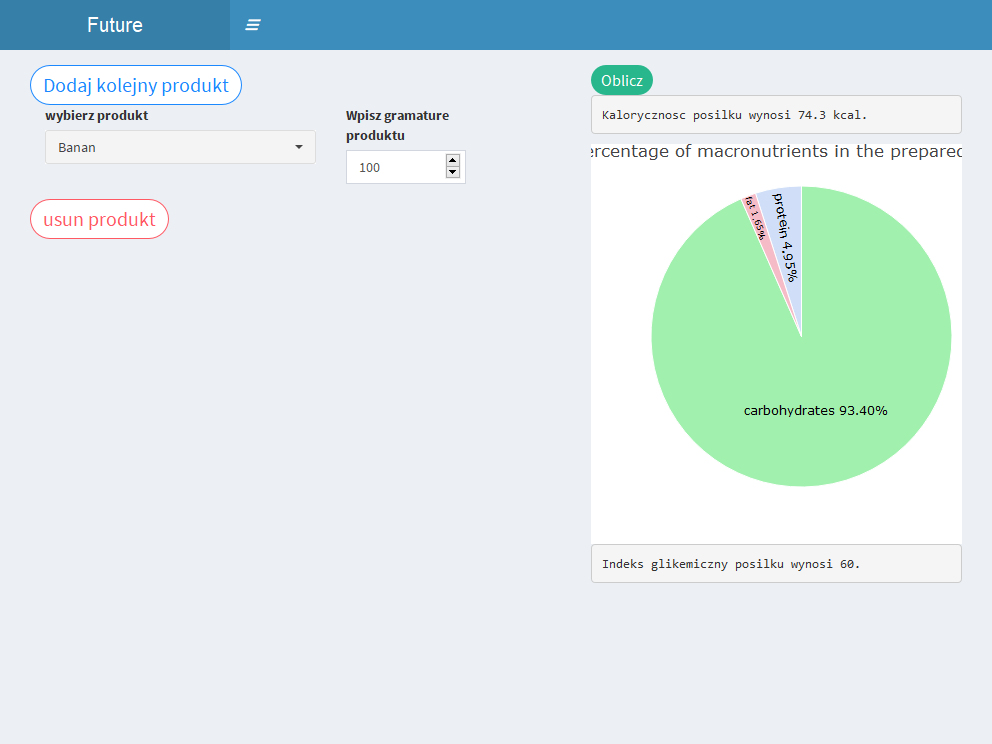 Future
Dodaj kolejny produkt
wybierz produkt
Banan
Wpisz gramature
produktu
100
usun produkt
Oblicz
Kalorycznosc posilku wynosi 74.3 kcal.
ercentage of macronutrients in the prepared
fat 1.65%
protein 4.95%
carbohydrates 93.40%
Indeks glikemiczny posilku wynosi 60.